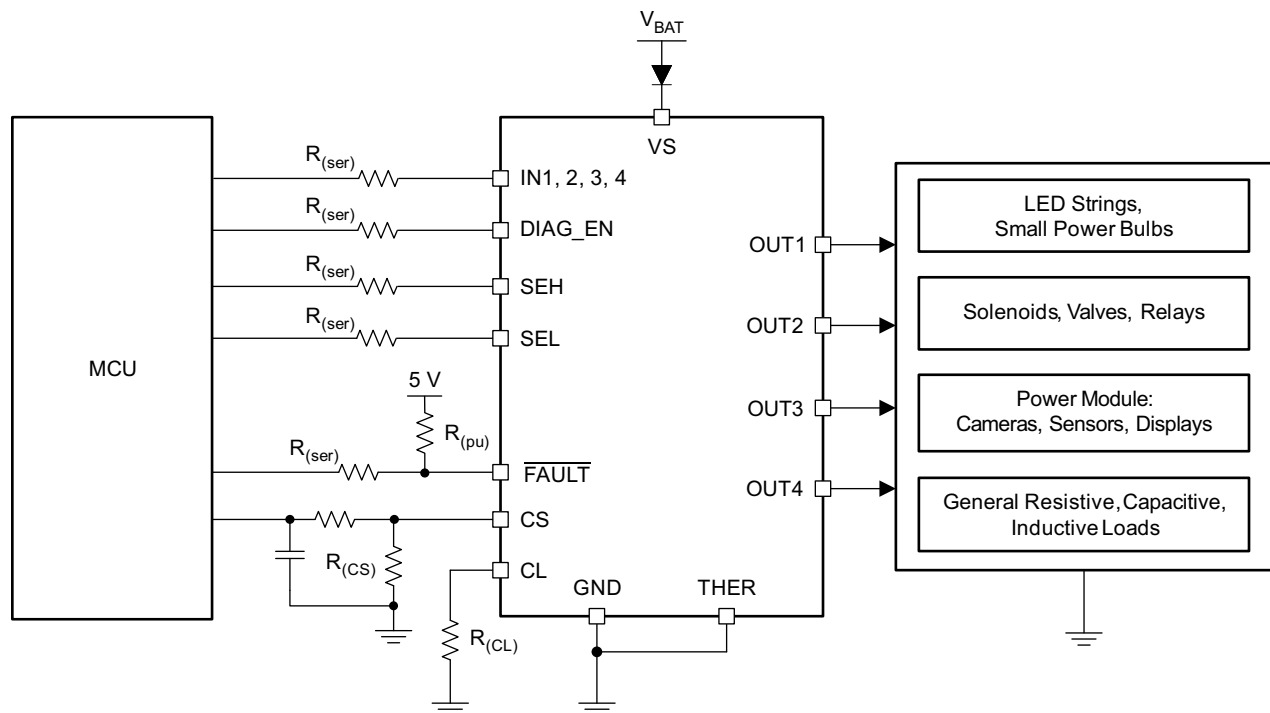 V(BAT)
VS
MCU
R(ser)
IN1, 2, 3, 4
R(ser)
DIAG_EN
R(ser)
SEH
R(ser)
SEL
5 V
R(pu)
R(ser)
FAULT
CS
R(CS)
CL
R(CL)
GND
THER
OUT1
OUT2
OUT3
OUT4
LED Strings,
Small Power Bulbs
Solenoids, Valves, Relays
Power Module:
Cameras, Sensors, Displays
General Resistive, Capacitive,
Inductive Loads